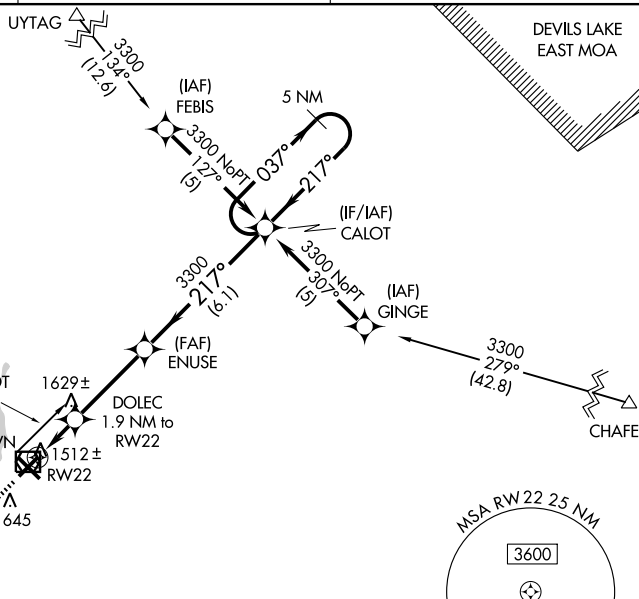 UYTAG
3300
134°
(12.6)
(IAF)
FEBIS
3300 NoPT
127°
(5)
5 NM
037°
217°
DEVILS LAKE
EAST MOA
(IF/IAF)
CALOT
3300 NoPT
307°
(5)
(IAF)
GINGE
3300
217°
(6.1)
(FAF)
ENUSE
3300
279°
(42.8)
CHAFE
1629±
DOLEC
1.9 NM to
RW22
1512±
RW22
645
MSA RW22 25 NM
3600